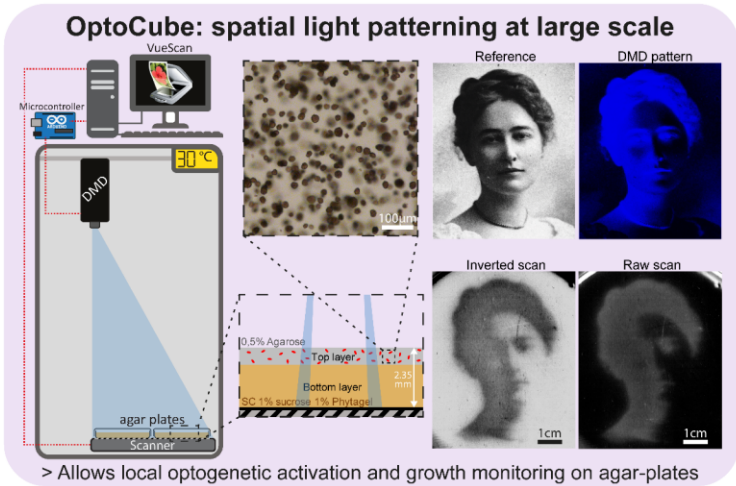 OptoCube: spatial light patterning at large scale
VueScan
Microcontroller
ARDUINO
30 °C
DMD
agar plates
Scanner
100µm
0,5% Agarose
Top layer
2.35
mm
Bottom layer
SC 1% sucrose 1% Phytagel
Reference
DMD pattern
Inverted scan
Raw scan
1cm
1cm
> Allows local optogenetic activation and growth monitoring on agar-plates